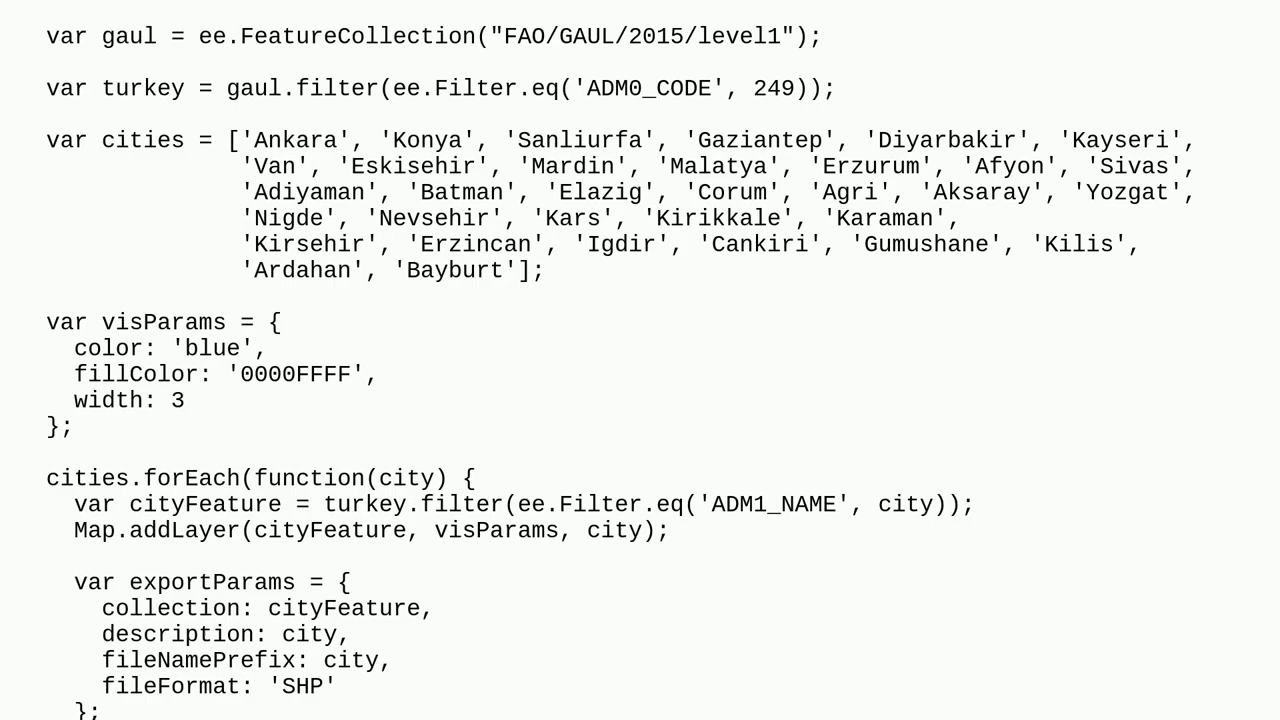 var gaul = ee.FeatureCollection("FAO/GAUL/2015/level1");
var turkey = gaul.filter(ee.Filter.eq('ADM0_CODE', 249));
var cities = ['Ankara', 'Konya', 'Sanliurfa', 'Gaziantep', 'Diyarbakir', 'Kayseri',
              'Van', 'Eskisehir', 'Mardin', 'Malatya', 'Erzurum', 'Afyon', 'Sivas',
              'Adiyaman', 'Batman', 'Elazig', 'Corum', 'Agri', 'Aksaray', 'Yozgat',
              'Nigde', 'Nevsehir', 'Kars', 'Kirikkale', 'Karaman',
              'Kirsehir', 'Erzincan', 'Igdir', 'Cankiri', 'Gumushane', 'Kilis',
              'Ardahan', 'Bayburt'];
var visParams = {
  color: 'blue',
  fillColor: '0000FFFF',
  width: 3
};
cities.forEach(function(city) {
  var cityFeature = turkey.filter(ee.Filter.eq('ADM1_NAME', city));
  Map.addLayer(cityFeature, visParams, city);
  var exportParams = {
    collection: cityFeature,
    description: city,
    fileNamePrefix: city,
    fileFormat: 'SHP'
  };